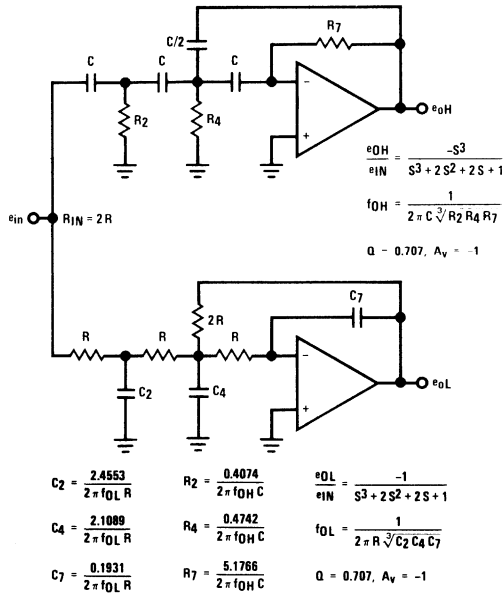 C/2
R7
C
C
C
−
+
R2
R4
eoH
eOH/eIN = −S³/(S³ + 2S² + 2S + 1)
fOH = 1/(2πC ∛(R2 R4 R7))
Q − 0.707, Av = −1
ein
RIN = 2R
C7
2R
R
R
R
−
+
C2
C4
eoL
C2 = 2.4553/(2π fOL R)
R2 = 0.4074/(2π fOH C)
eOL/eIN = −1/(S³ + 2S² + 2S + 1)
C4 = 2.1089/(2π fOL R)
R4 = 0.4742/(2π fOH C)
fOL = 1/(2πR ∛(C2 C4 C7))
C7 = 0.1931/(2π fOL R)
R7 = 5.1766/(2π fOH C)
Q = 0.707, Av = −1